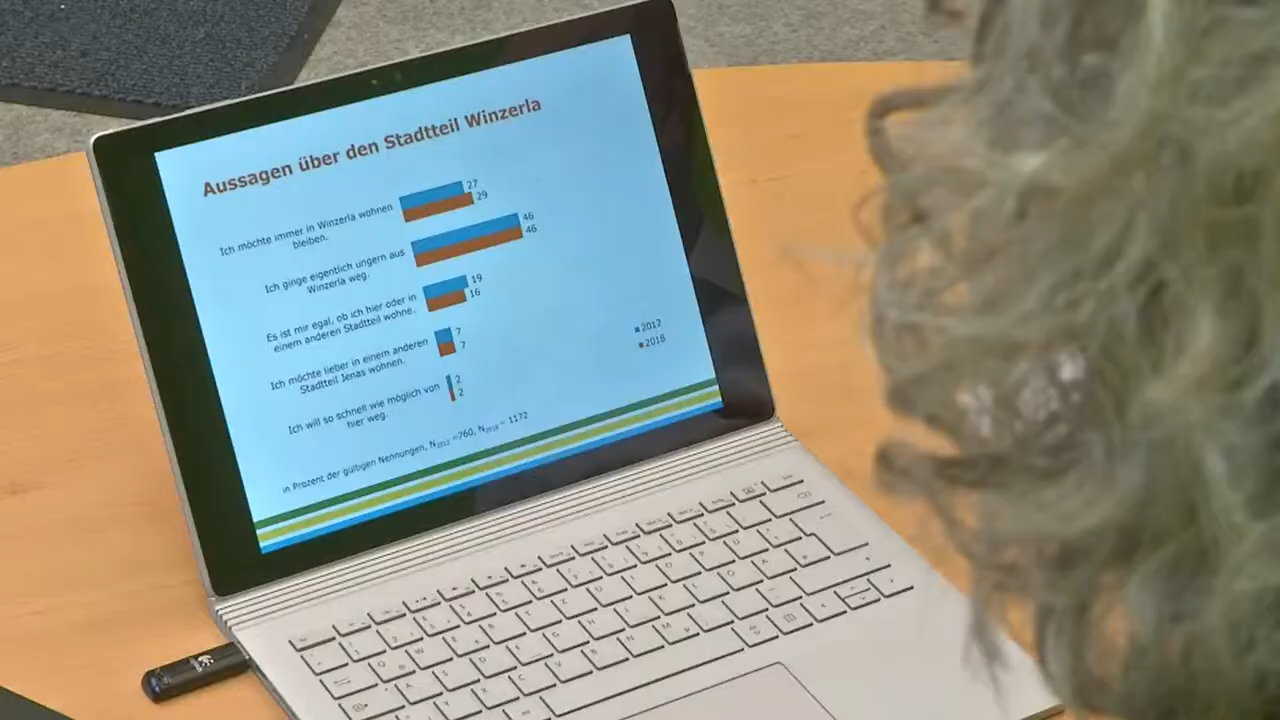 Aussagen über den Stadtteil Winzerla
Ich möchte immer in Winzerla wohnen
bleiben.
27
29
Ich ginge eigentlich ungern aus
Winzerla weg.
46
46
Es ist mir egal, ob ich hier oder in
einem anderen Stadtteil wohne.
19
16
Ich möchte lieber in einem anderen
Stadtteil Jenas wohnen.
7
7
Ich will so schnell wie möglich von
hier weg.
2
2
2012
2018
in Prozent der gültigen Nennungen, N2012 =760, N2018 = 1172